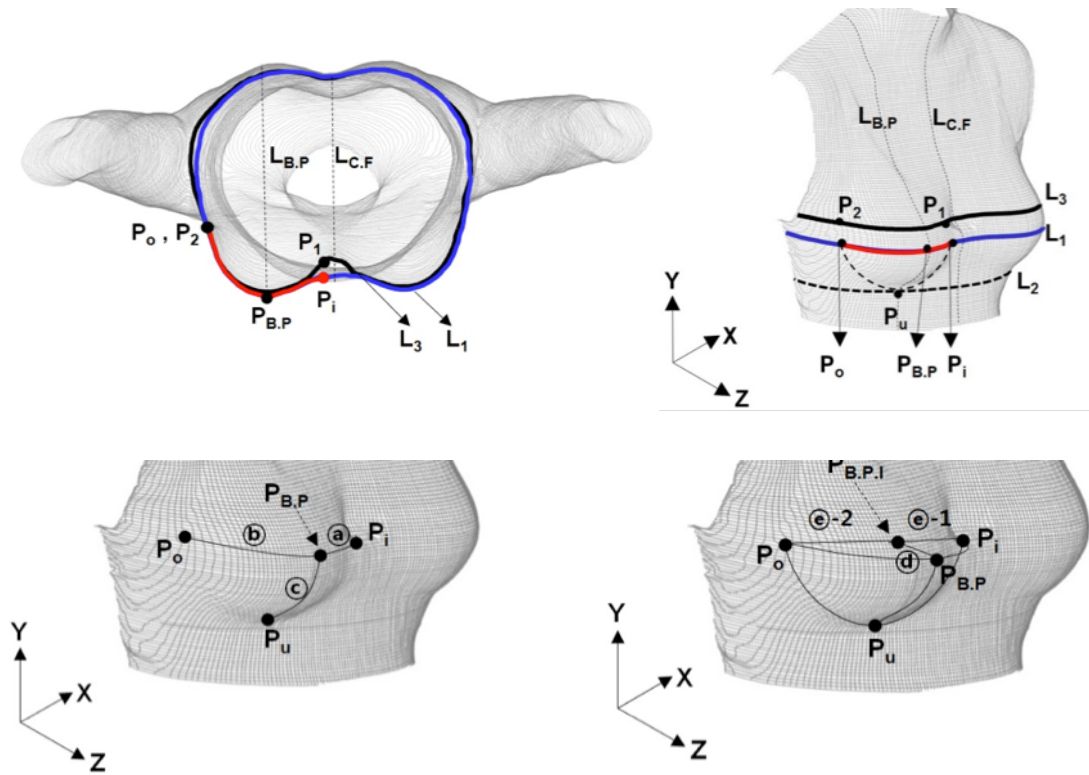 L_B.P
L_C.F
P_o , P_2
P_1
P_B.P
P_i
L_3
L_1
L_B.P
L_C.F
P_2
P_1
L_3
L_1
L_2
P_u
P_o
P_B.P
P_i
Y
X
Z
P_B.P
P_o
ⓑ
ⓐ
P_i
ⓒ
P_u
Y
X
Z
P_B.P.I
ⓔ-2
ⓔ-1
P_o
ⓓ
P_i
P_B.P
P_u
Y
X
Z